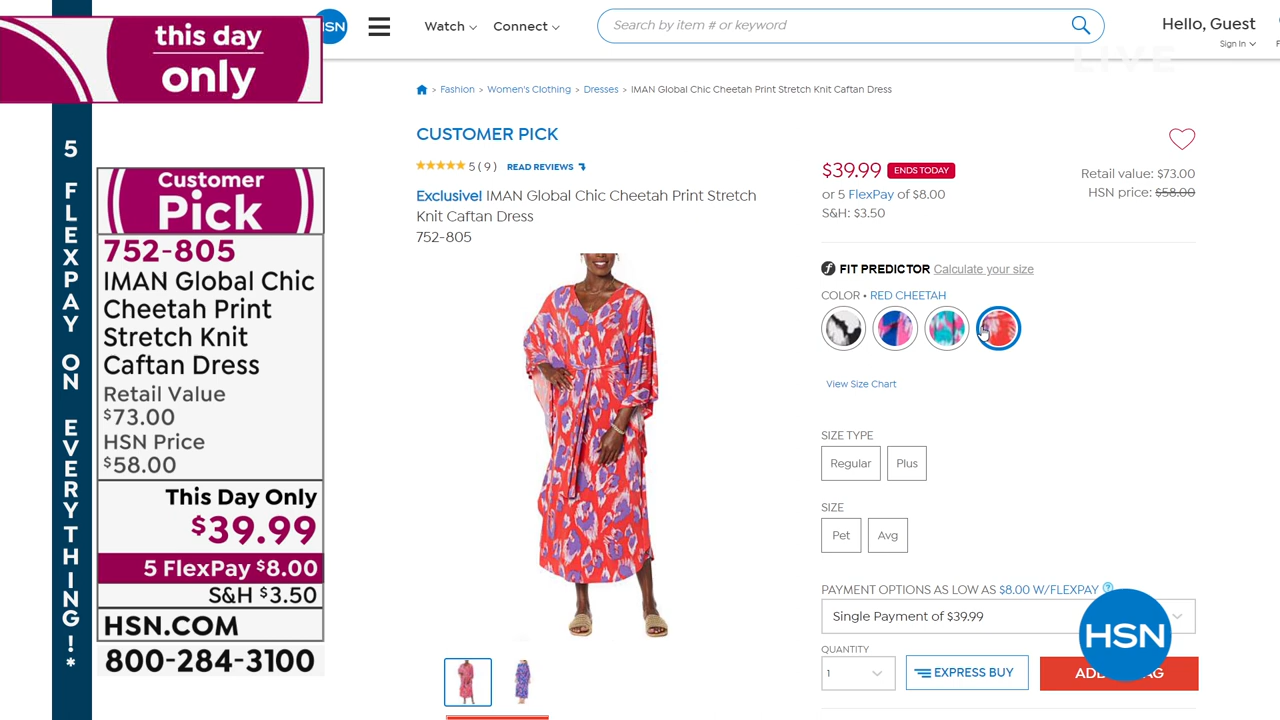 this day
only
5 FLEXPAY ON EVERYTHING!*
Customer
Pick
752-805
IMAN Global Chic
Cheetah Print
Stretch Knit
Caftan Dress
Retail Value
$73.00
HSN Price
$58.00
This Day Only
$39.99
5 FlexPay $8.00
S&H $3.50
HSN.COM
800-284-3100
HSN
Watch
Connect
Search by item # or keyword
Hello, Guest
Sign In
LIVE
> Fashion > Women's Clothing > Dresses > IMAN Global Chic Cheetah Print Stretch Knit Caftan Dress
CUSTOMER PICK
5 ( 9 ) READ REVIEWS
Exclusive! IMAN Global Chic Cheetah Print Stretch
Knit Caftan Dress
752-805
$39.99 ENDS TODAY
or 5 FlexPay of $8.00
S&H: $3.50
Retail value: $73.00
HSN price: $58.00
FIT PREDICTOR Calculate your size
COLOR • RED CHEETAH
View Size Chart
SIZE TYPE
Regular Plus
SIZE
Pet Avg
PAYMENT OPTIONS AS LOW AS $8.00 W/FLEXPAY ?
Single Payment of $39.99
QUANTITY
1
EXPRESS BUY
HSN